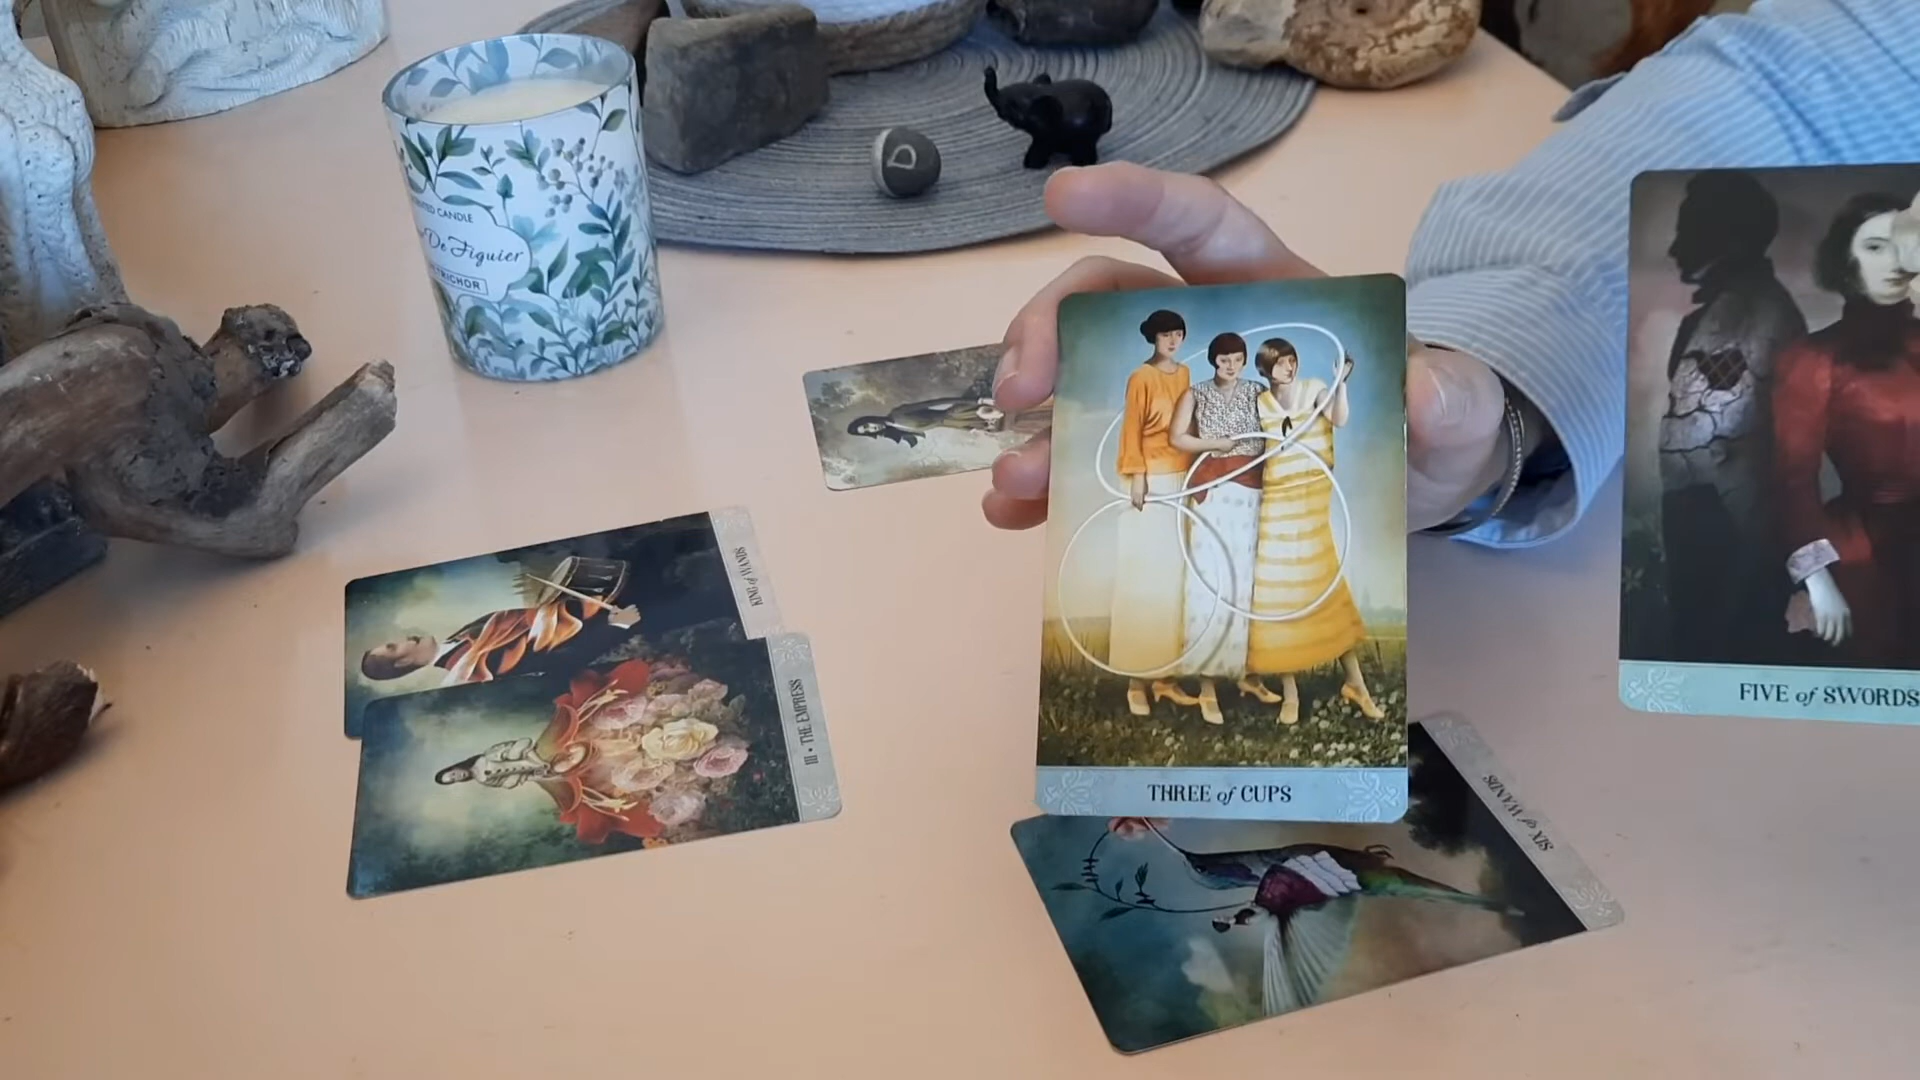 CANDLE
De Figuier
D
KING of WANDS
III • THE EMPRESS
THREE of CUPS
FIVE of SWORDS
SIX of WANDS